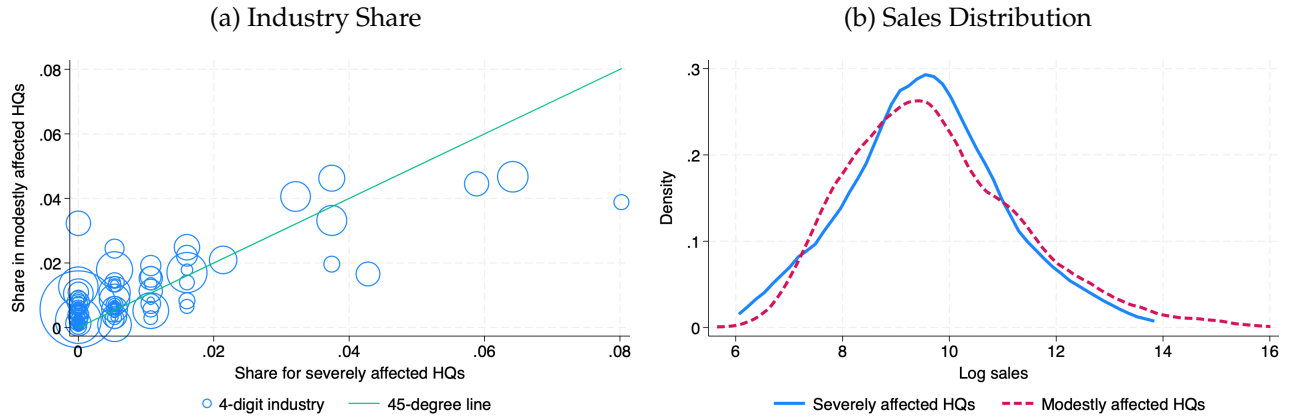 (a) Industry Share
Share in modestly affected HQs
.08
.06
.04
.02
0
0
.02
.04
.06
.08
Share for severely affected HQs
4-digit industry
45-degree line
(b) Sales Distribution
Density
.3
.2
.1
0
6
8
10
12
14
16
Log sales
Severely affected HQs
Modestly affected HQs